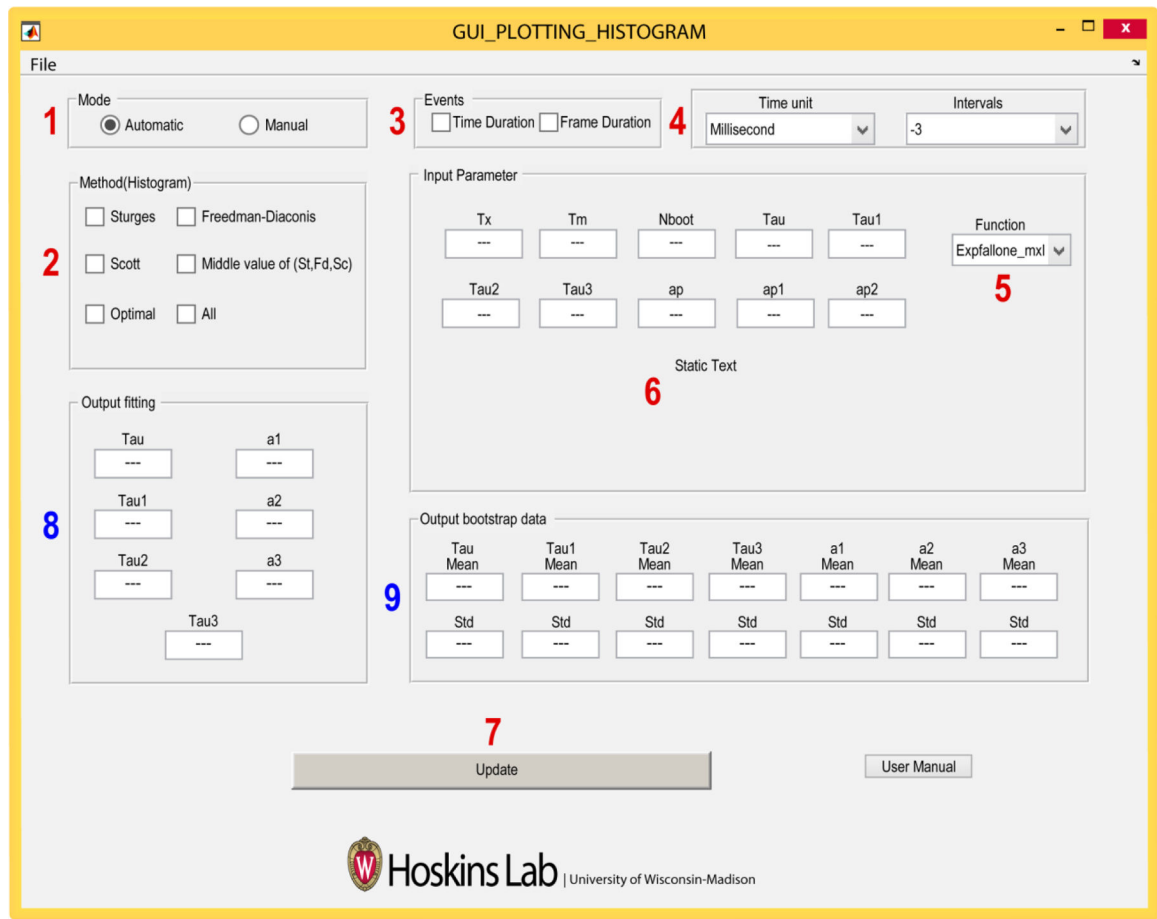 GUI_PLOTTING_HISTOGRAM
File
Mode
1
Automatic
Manual
Events
3
Time Duration
Frame Duration
4
Time unit
Intervals
Millisecond
-3
Method(Histogram)
2
Sturges
Freedman-Diaconis
Scott
Middle value of (St,Fd,Sc)
Optimal
All
Input Parameter
Tx
Tm
Nboot
Tau
Tau1
---
---
---
---
---
Tau2
Tau3
ap
ap1
ap2
---
---
---
---
---
Function
Expfallone_mxl
5
Static Text
6
Output fitting
8
Tau
a1
---
---
Tau1
a2
---
---
Tau2
a3
---
---
Tau3
---
Output bootstrap data
9
Tau
Mean
Tau1
Mean
Tau2
Mean
Tau3
Mean
a1
Mean
a2
Mean
a3
Mean
---
---
---
---
---
---
---
Std
Std
Std
Std
Std
Std
Std
---
---
---
---
---
---
---
7
Update
User Manual
W
Hoskins Lab | University of Wisconsin-Madison